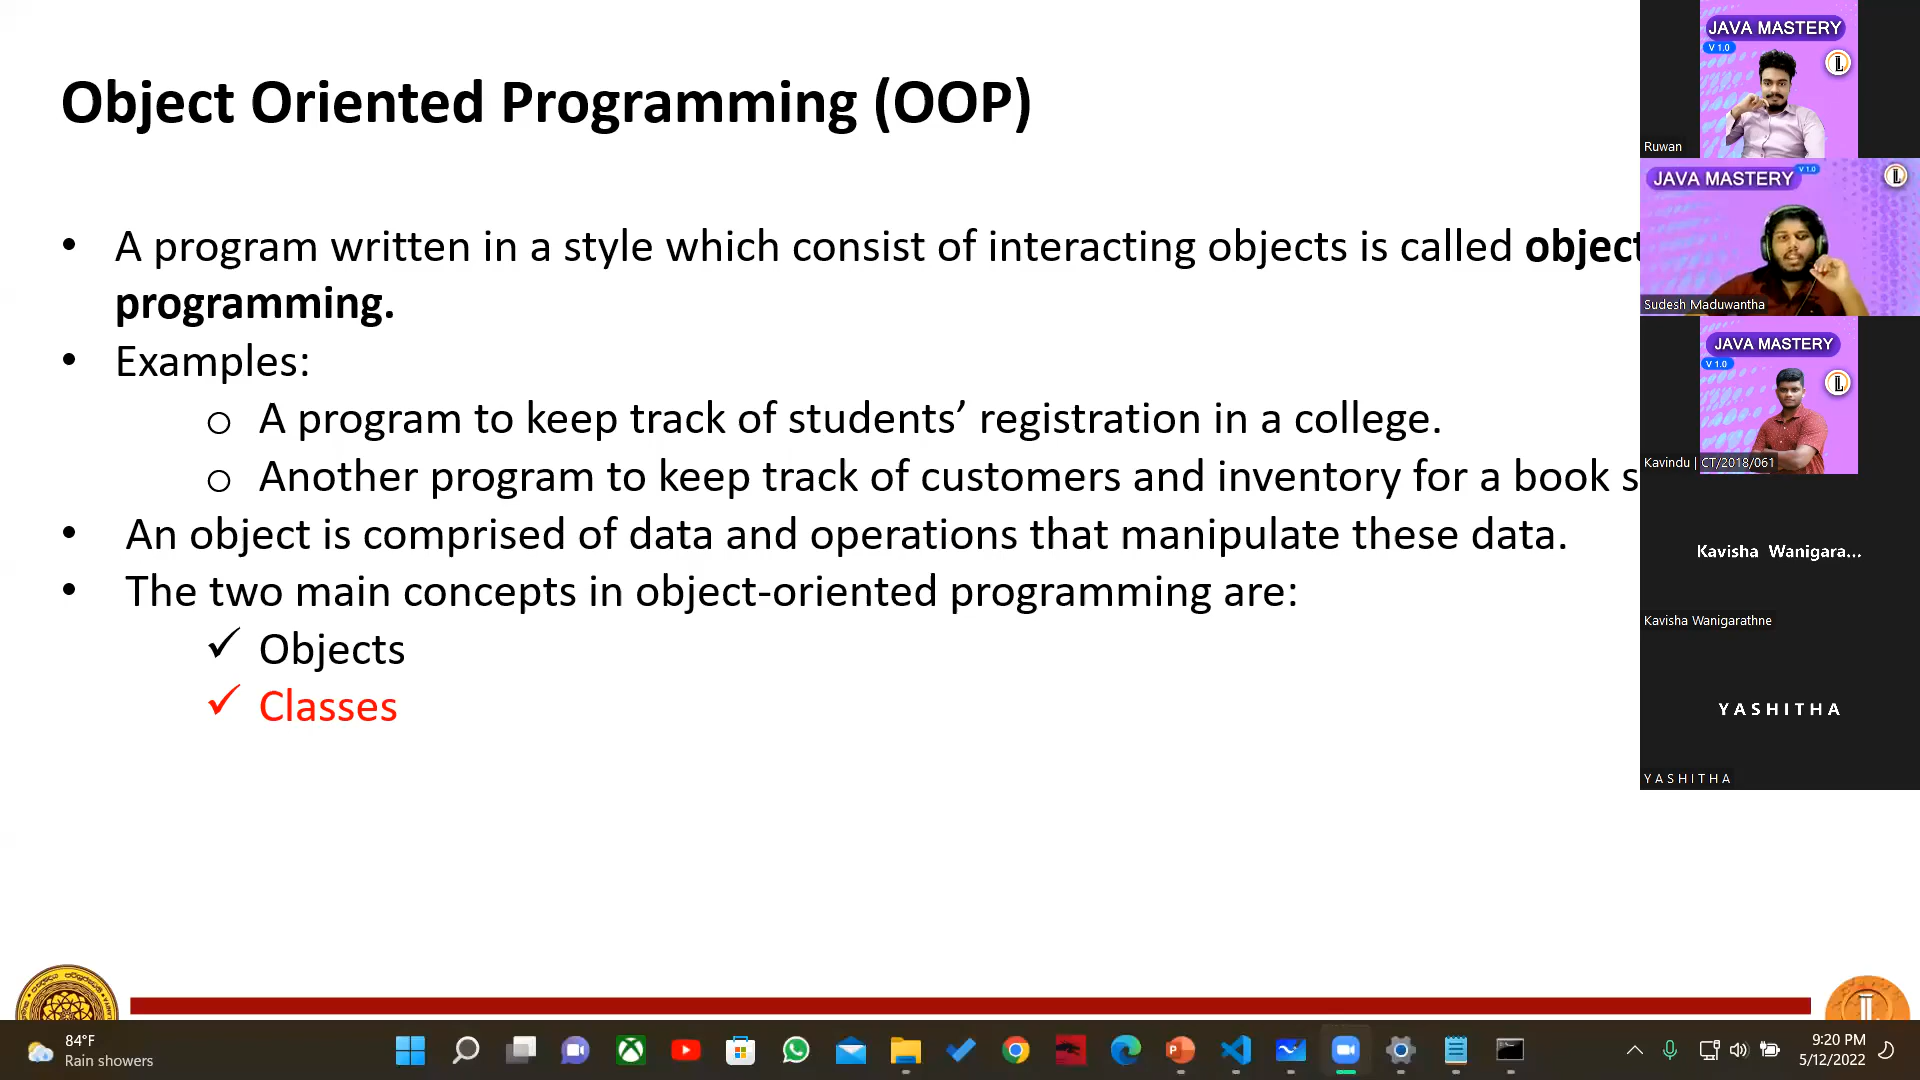 Object Oriented Programming (OOP)
• A program written in a style which consist of interacting objects is called object
programming.
• Examples:
o A program to keep track of students’ registration in a college.
o Another program to keep track of customers and inventory for a book s
• An object is comprised of data and operations that manipulate these data.
• The two main concepts in object-oriented programming are:
✓ Objects
✓ Classes
JAVA MASTERY
V 1.0
Ruwan
JAVA MASTERY
V 1.0
Sudesh Maduwantha
JAVA MASTERY
V 1.0
Kavindu | CT/2018/061
Kavisha Wanigara...
Kavisha Wanigarathne
YASHITHA
YASHITHA
84°F
Rain showers
9:20 PM
5/12/2022